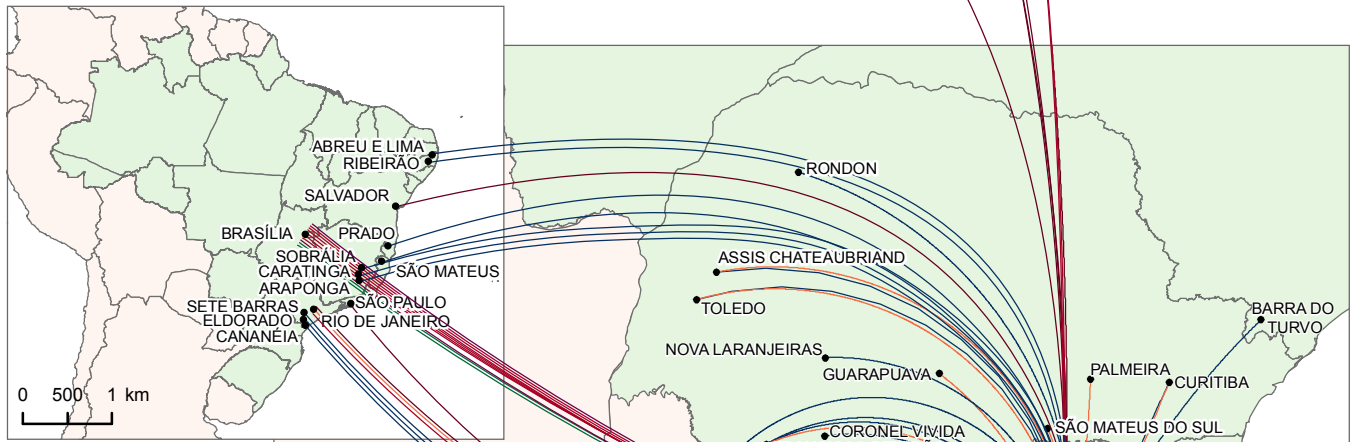 ABREU E LIMA
RIBEIRÃO
SALVADOR
BRASÍLIA
PRADO
SOBRÁLIA
CARATINGA
SÃO MATEUS
ARAPONGA
SÃO PAULO
SETE BARRAS
ELDORADO
RIO DE JANEIRO
CANANÉIA
0 500 1 km
RONDON
ASSIS CHATEAUBRIAND
TOLEDO
BARRA DO
TURVO
NOVA LARANJEIRAS
GUARAPUAVA
PALMEIRA
CURITIBA
CORONEL VIVIDA
SÃO MATEUS DO SUL